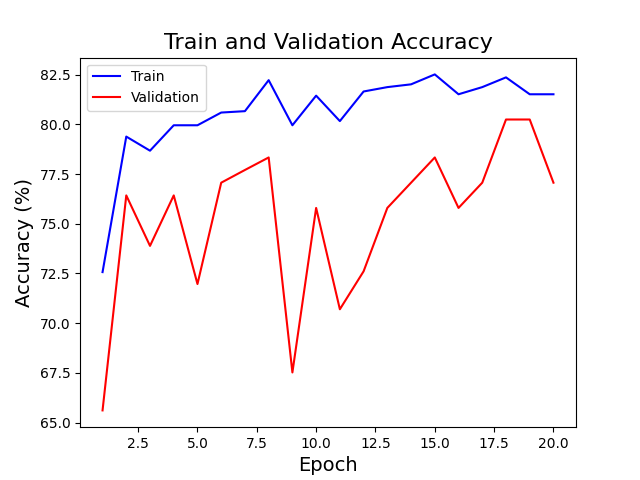 Train and Validation Accuracy
Train
Validation
Accuracy (%)
82.5
80.0
77.5
75.0
72.5
70.0
67.5
65.0
2.5 5.0 7.5 10.0 12.5 15.0 17.5 20.0
Epoch